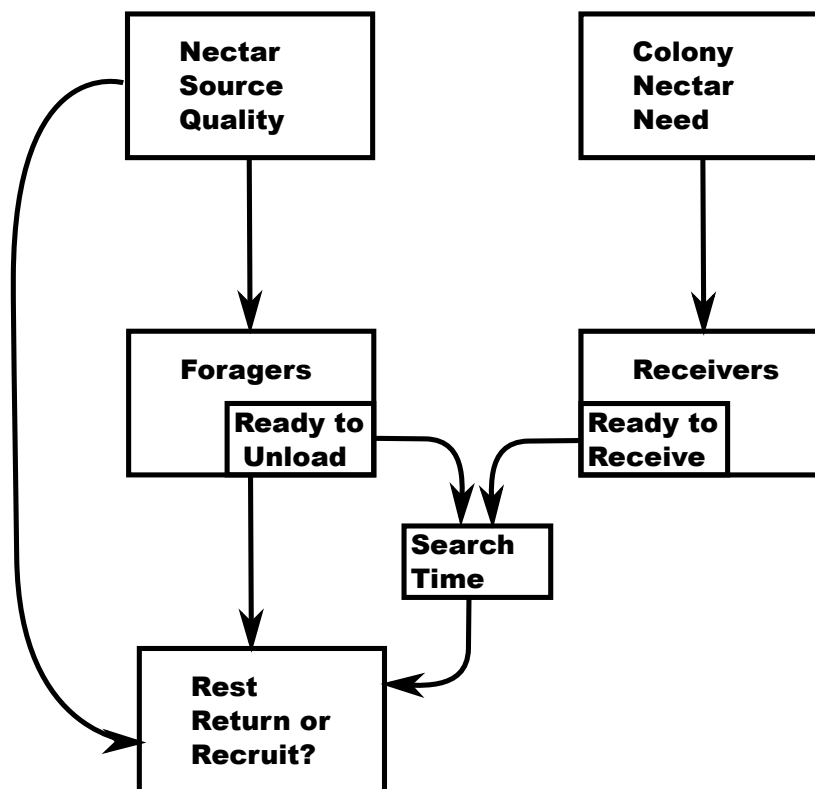 Nectar
Source
Quality
Colony
Nectar
Need
Foragers
Ready to
Unload
Receivers
Ready to
Receive
Search
Time
Rest
Return or
Recruit?